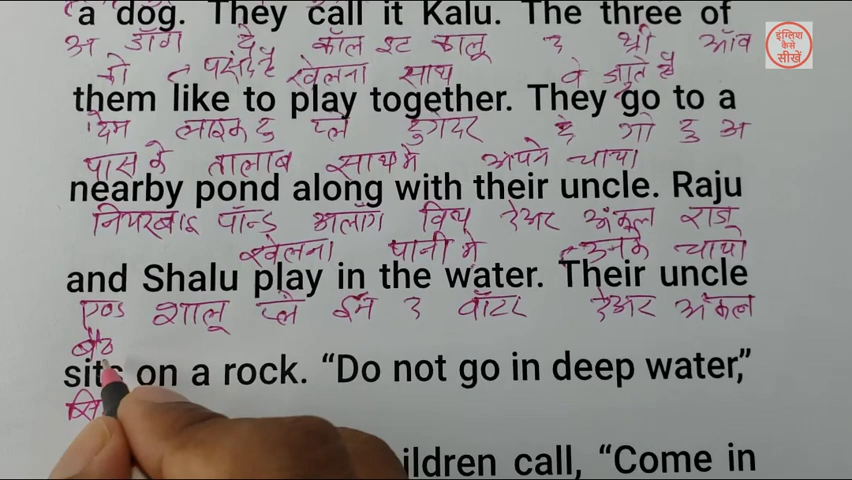 a dog. They call it Kalu. The three of
अ डॉग दे कॉल इट कालू द थ्री ऑव
इंग्लिश
कैसे
सीखें
को पसंद है खेलना साथ वे जाते है
them like to play together. They go to a
देम लाइक टु प्ले टुगेदर दे गो टु अ
पास के तालाब साथ मे अपने चाचा
nearby pond along with their uncle. Raju
नियरबाइ पॉन्ड अलॉंग विथ देअर अंकल राजू
खेलना पानी मे उनके चाचा
and Shalu play in the water. Their uncle
एण्ड शालू प्ले इन द वॉटर देअर अंकल
बैठ
sits on a rock. “Do not go in deep water,”
सि
ildren call, “Come in